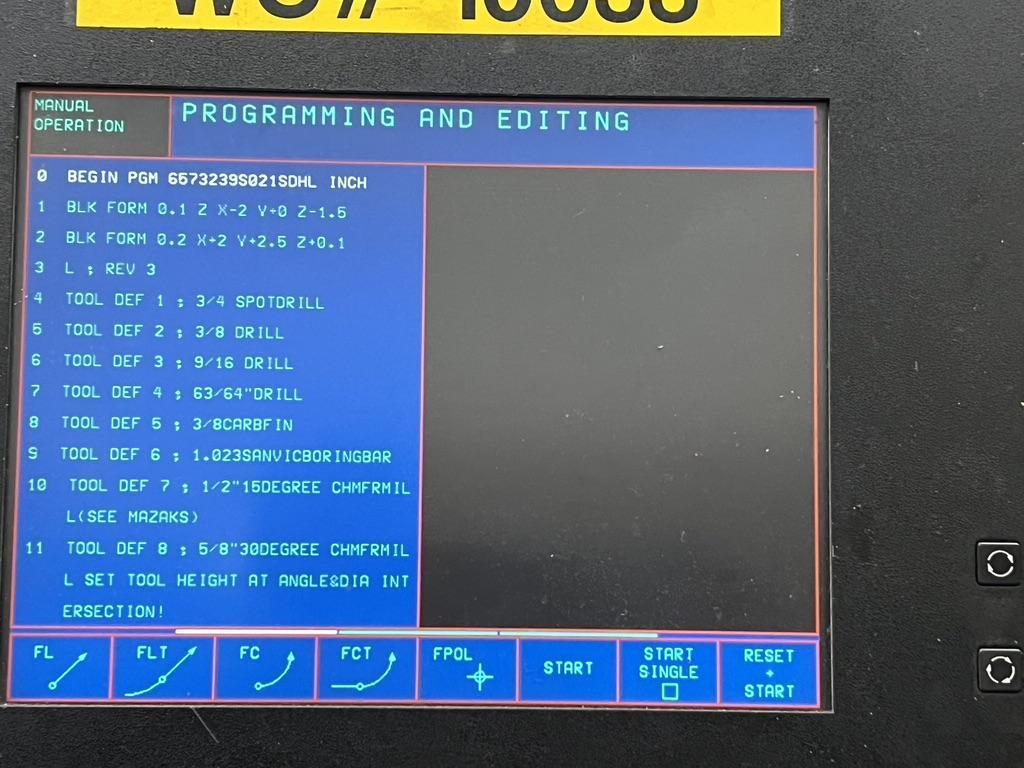 MANUAL
OPERATION
PROGRAMMING AND EDITING
0 BEGIN PGM 6573239S021SDHL INCH
1 BLK FORM 0.1 Z X-2 Y+0 Z-1.5
2 BLK FORM 0.2 X+2 Y+2.5 Z+0.1
3 L ; REV 3
4 TOOL DEF 1 ; 3/4 SPOTDRILL
5 TOOL DEF 2 ; 3/8 DRILL
6 TOOL DEF 3 ; 9/16 DRILL
7 TOOL DEF 4 ; 63/64"DRILL
8 TOOL DEF 5 ; 3/8CARBFIN
9 TOOL DEF 6 ; 1.023SANVICBORINGBAR
10 TOOL DEF 7 ; 1/2"15DEGREE CHMFRMIL
L(SEE MAZAKS)
11 TOOL DEF 8 ; 5/8"30DEGREE CHMFRMIL
L SET TOOL HEIGHT AT ANGLE&DIA INT
ERSECTION!
FL FLT FC FCT FPOL START START SINGLE RESET + START